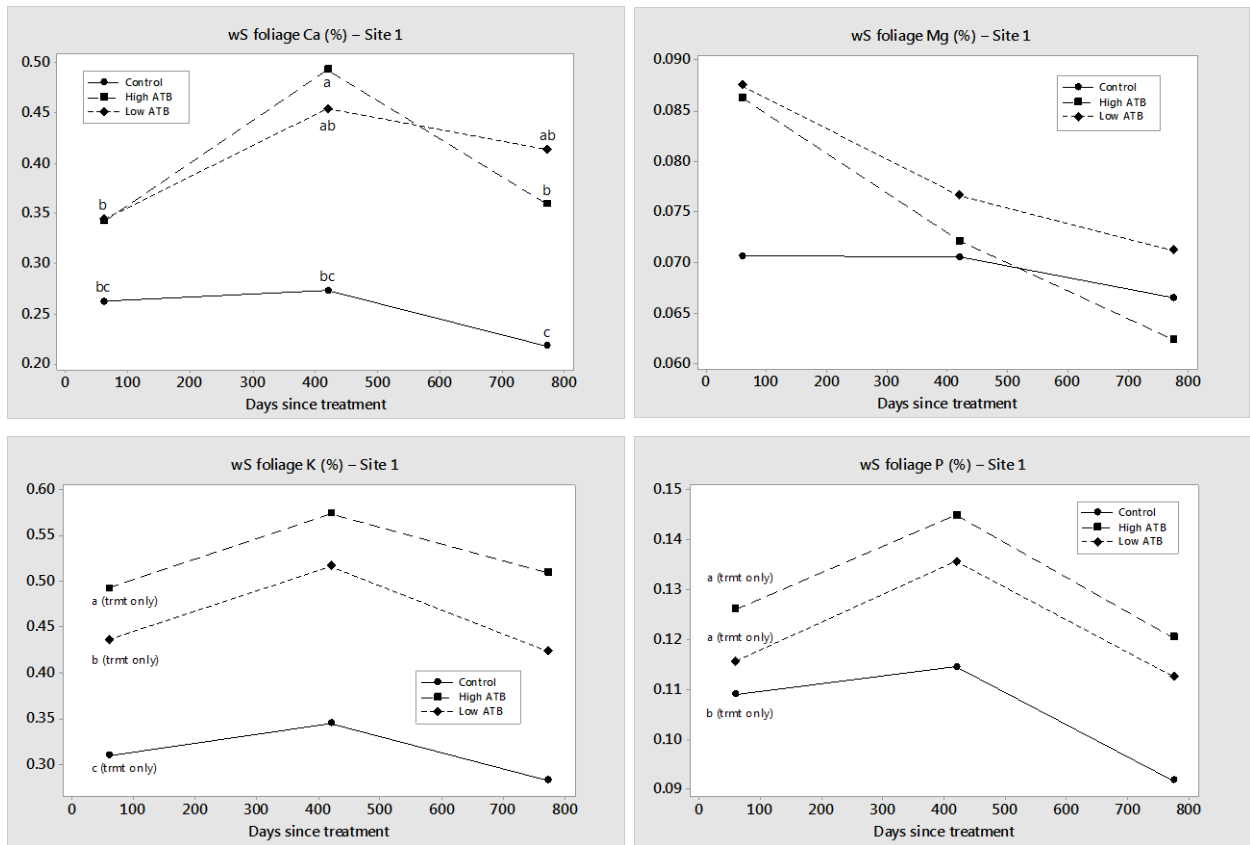 wS foliage Ca (%) – Site 1
0.50
0.45
0.40
0.35
0.30
0.25
0.20
Control
High ATB
Low ATB
a
ab
ab
b
b
bc
bc
c
0 100 200 300 400 500 600 700 800
Days since treatment
wS foliage Mg (%) – Site 1
0.090
0.085
0.080
0.075
0.070
0.065
0.060
Control
High ATB
Low ATB
0 100 200 300 400 500 600 700 800
Days since treatment
wS foliage K (%) – Site 1
0.60
0.55
0.50
0.45
0.40
0.35
0.30
a (trmt only)
b (trmt only)
c (trmt only)
Control
High ATB
Low ATB
0 100 200 300 400 500 600 700 800
Days since treatment
wS foliage P (%) – Site 1
0.15
0.14
0.13
0.12
0.11
0.10
0.09
Control
High ATB
Low ATB
a (trmt only)
a (trmt only)
b (trmt only)
0 100 200 300 400 500 600 700 800
Days since treatment